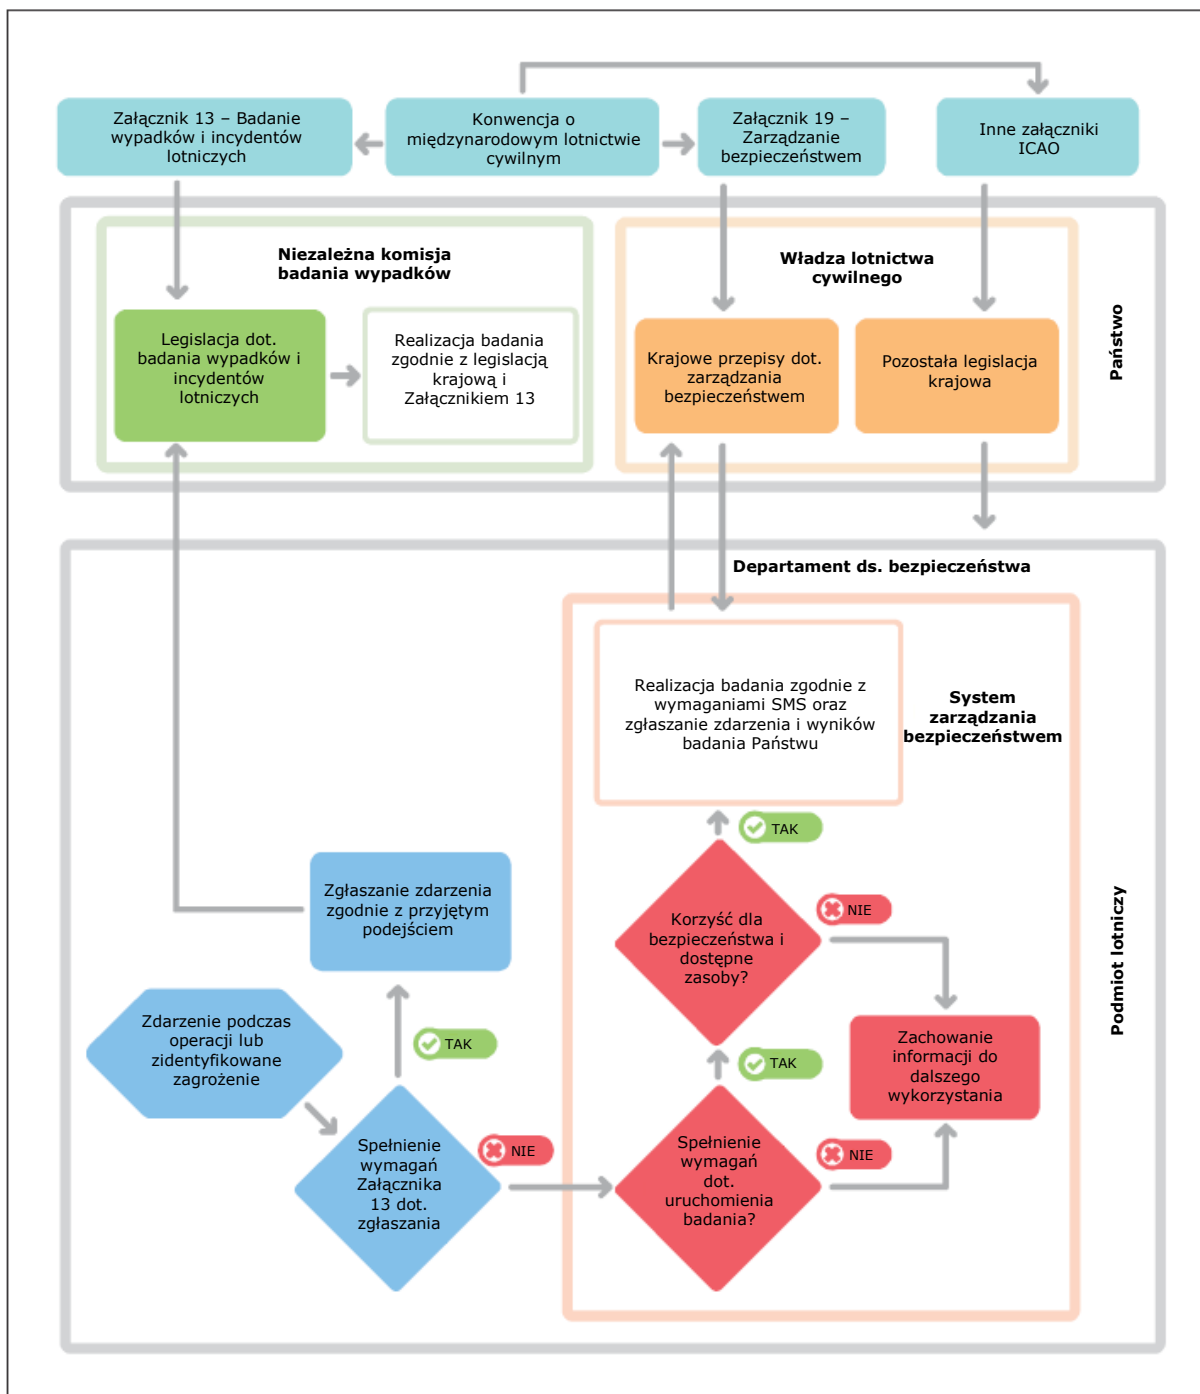 Załącznik 13 – Badanie
wypadków i incydentów
lotniczych
Konwencja o
międzynarodowym lotnictwie
cywilnym
Załącznik 19 –
Zarządzanie
bezpieczeństwem
Inne załączniki
ICAO
Niezależna komisja
badania wypadków
Władza lotnictwa
cywilnego
Państwo
Legislacja dot.
badania wypadków i
incydentów
lotniczych
Realizacja badania
zgodnie z legislacją
krajową i
Załącznikiem 13
Krajowe przepisy dot.
zarządzania
bezpieczeństwem
Pozostała legislacja
krajowa
Departament ds. bezpieczeństwa
Realizacja badania zgodnie z
wymaganiami SMS oraz
zgłaszanie zdarzenia i wyników
badania Państwu
System
zarządzania
bezpieczeństwem
TAK
Zgłaszanie zdarzenia
zgodnie z przyjętym
podejściem
Korzyść dla
bezpieczeństwa i
dostępne
zasoby?
NIE
Podmiot lotniczy
Zdarzenie podczas
operacji lub
zidentyfikowane
zagrożenie
TAK
TAK
Zachowanie
informacji do
dalszego
wykorzystania
Spełnienie
wymagań
Załącznika
13 dot.
zgłaszania
NIE
Spełnienie
wymagań
dot.
uruchomienia
badania?
NIE